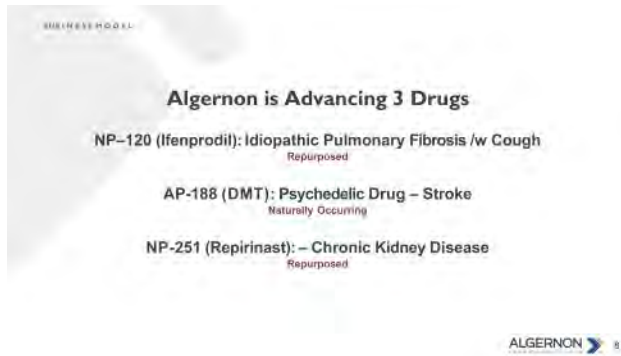 BUSINESS MODEL
Algernon is Advancing 3 Drugs
NP–120 (Ifenprodil): Idiopathic Pulmonary Fibrosis /w Cough
Repurposed
AP-188 (DMT): Psychedelic Drug – Stroke
Naturally Occurring
NP-251 (Repirinast): – Chronic Kidney Disease
Repurposed
ALGERNON
8